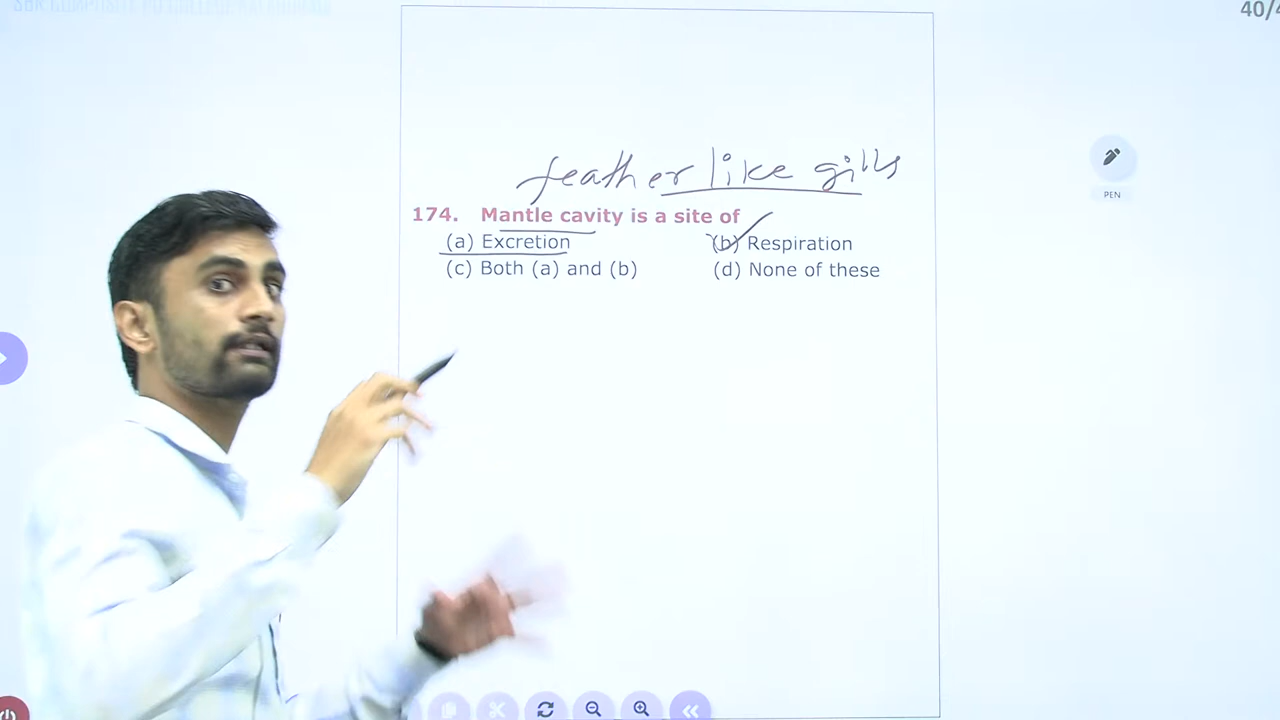 40/4
feather like gills
174. Mantle cavity is a site of
(a) Excretion (b) Respiration
(c) Both (a) and (b) (d) None of these
PEN